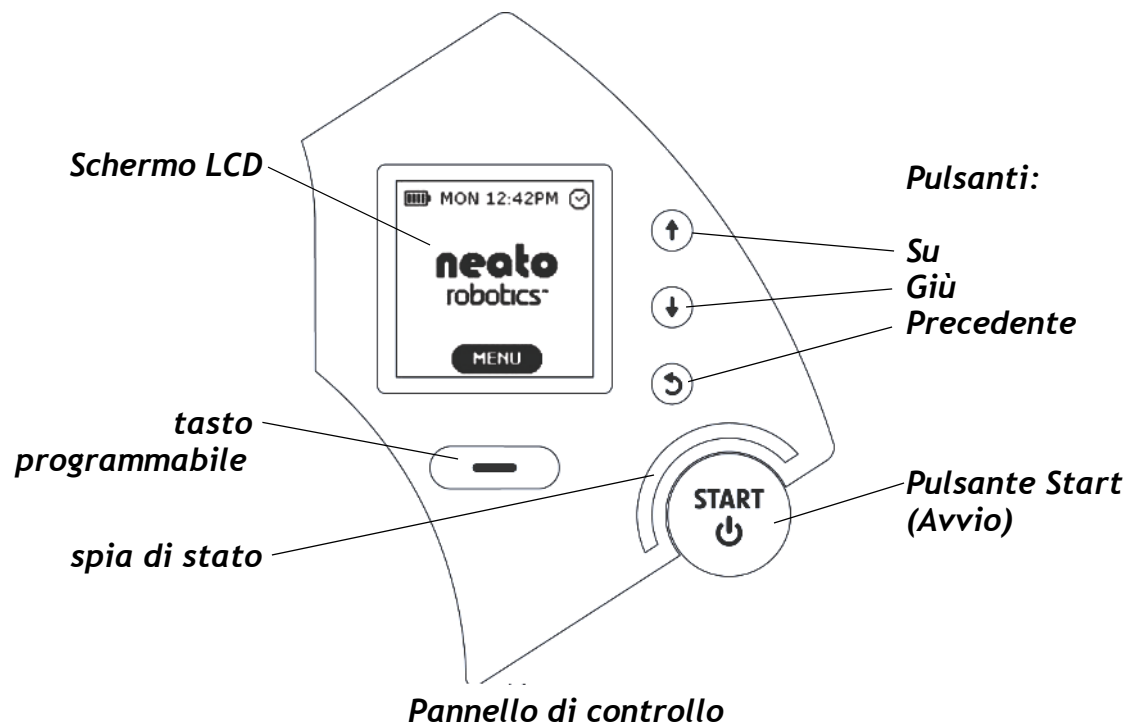 Schermo LCD
MON 12:42PM
neato
robotics™
MENU
Pulsanti:
Su
Giù
Precedente
tasto
programmabile
START
Pulsante Start
(Avvio)
spia di stato
Pannello di controllo